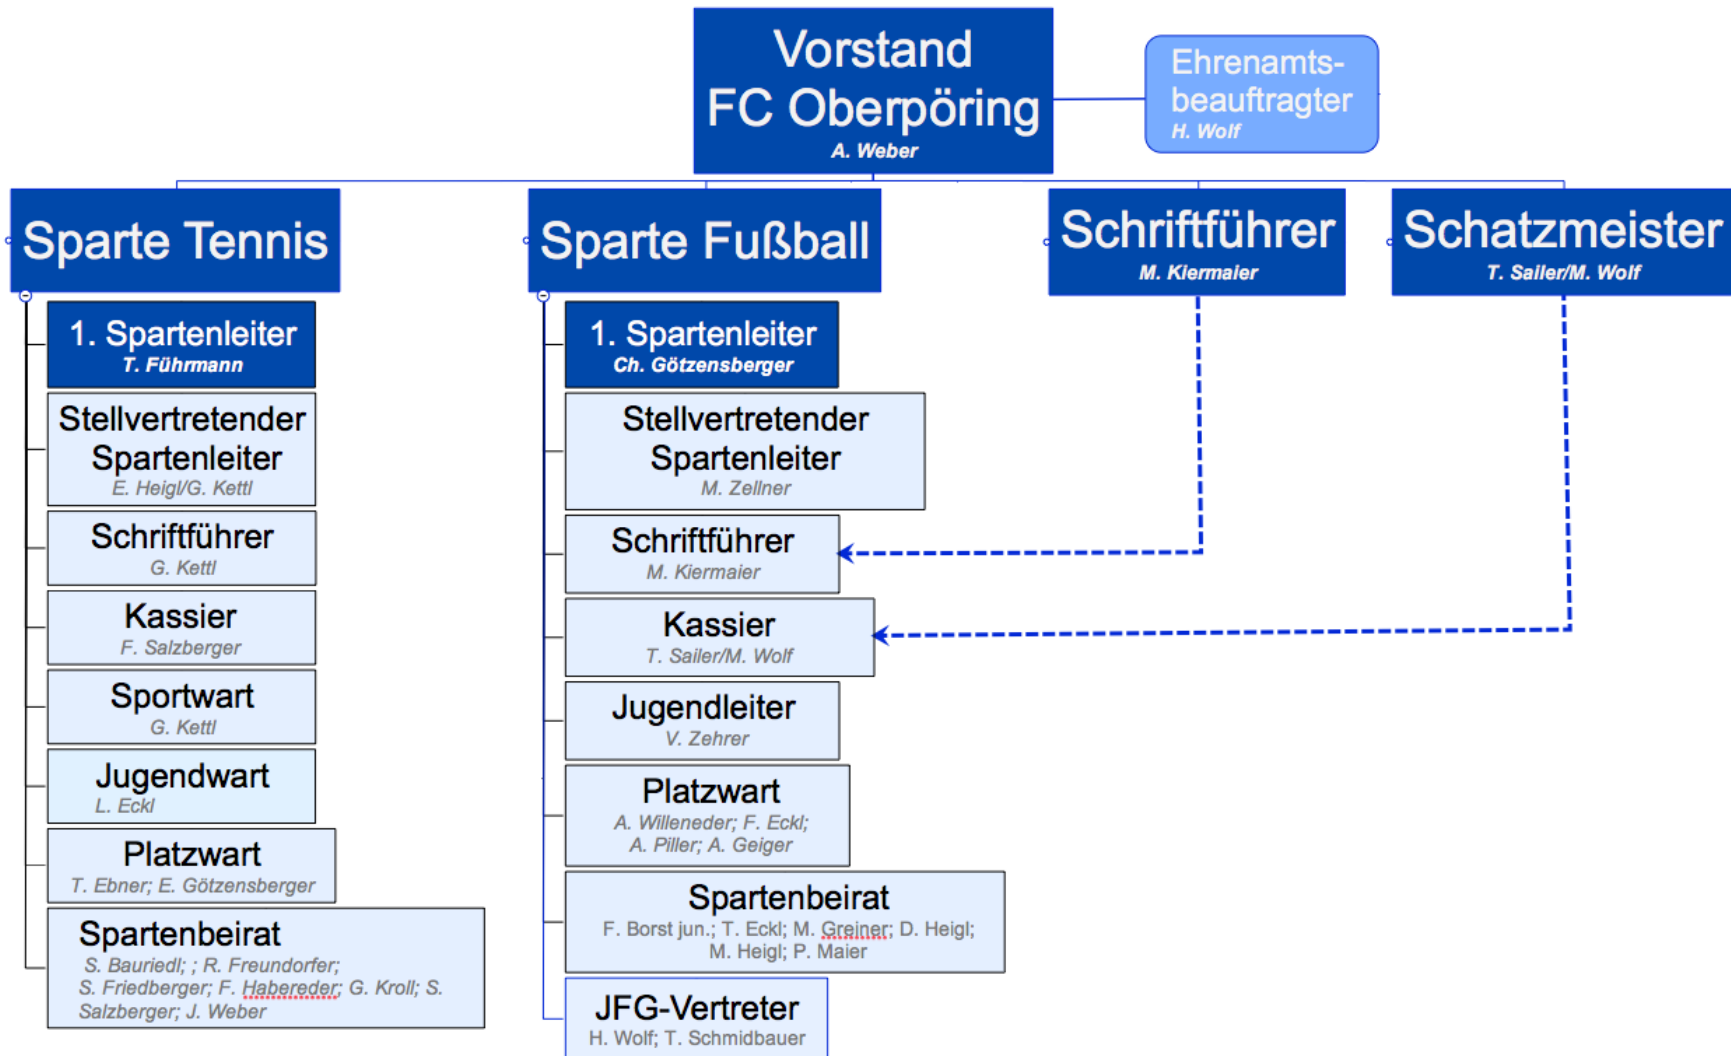 Vorstand
FC Oberpöring
A. Weber
Ehrenamts-
beauftragter
H. Wolf
Sparte Tennis
Sparte Fußball
Schriftführer
M. Kiermaier
Schatzmeister
T. Sailer/M. Wolf
1. Spartenleiter
T. Führmann
Stellvertretender
Spartenleiter
E. Heigl/G. Kettl
Schriftführer
G. Kettl
Kassier
F. Salzberger
Sportwart
G. Kettl
Jugendwart
L. Eckl
Platzwart
T. Ebner; E. Götzensberger
Spartenbeirat
S. Bauriedl; ; R. Freundorfer;
S. Friedberger; F. Habereder; G. Kroll; S.
Salzberger; J. Weber
1. Spartenleiter
Ch. Götzensberger
Stellvertretender
Spartenleiter
M. Zellner
Schriftführer
M. Kiermaier
Kassier
T. Sailer/M. Wolf
Jugendleiter
V. Zehrer
Platzwart
A. Willeneder; F. Eckl;
A. Piller; A. Geiger
Spartenbeirat
F. Borst jun.; T. Eckl; M. Greiner; D. Heigl;
M. Heigl; P. Maier
JFG-Vertreter
H. Wolf; T. Schmidbauer